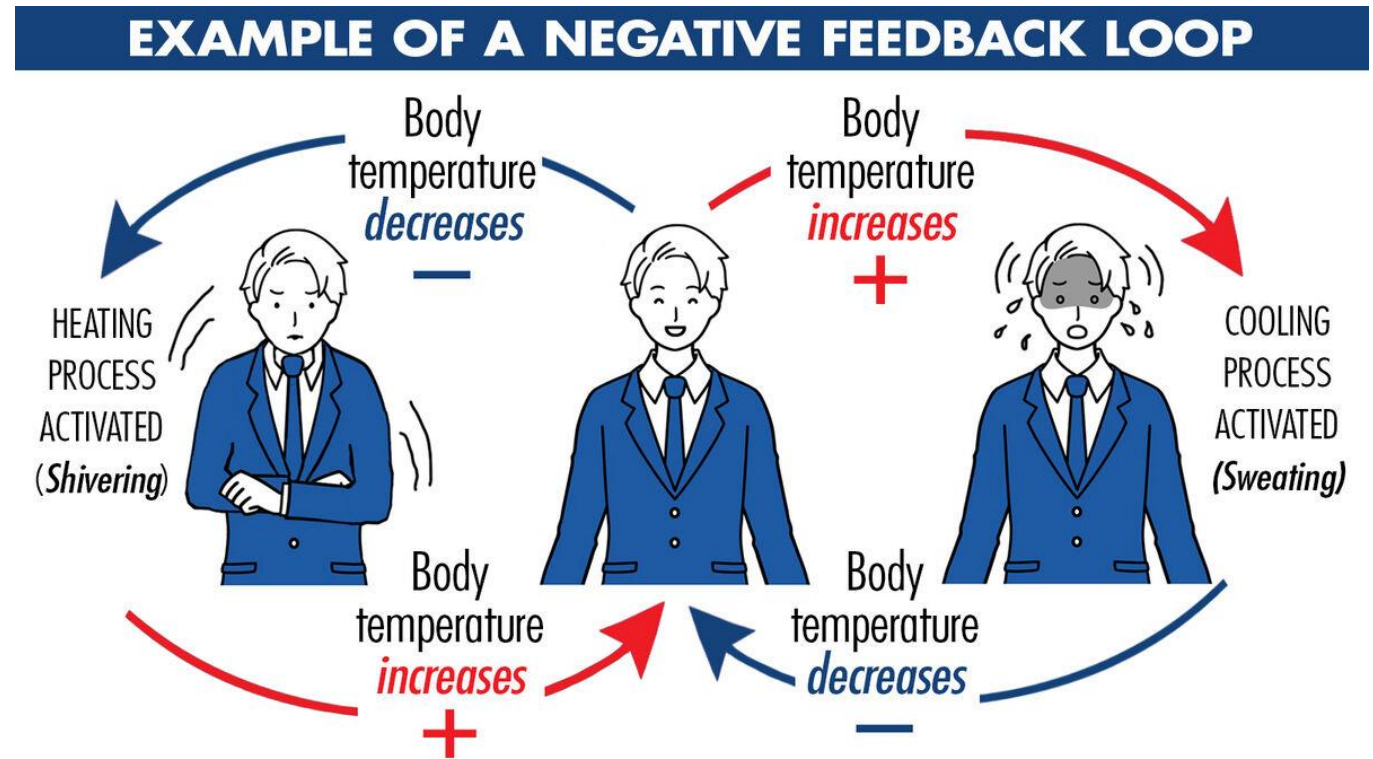 EXAMPLE OF A NEGATIVE FEEDBACK LOOP
Body
temperature
decreases
−
Body
temperature
increases
+
HEATING
PROCESS
ACTIVATED
(Shivering)
COOLING
PROCESS
ACTIVATED
(Sweating)
Body
temperature
increases
+
Body
temperature
decreases
−